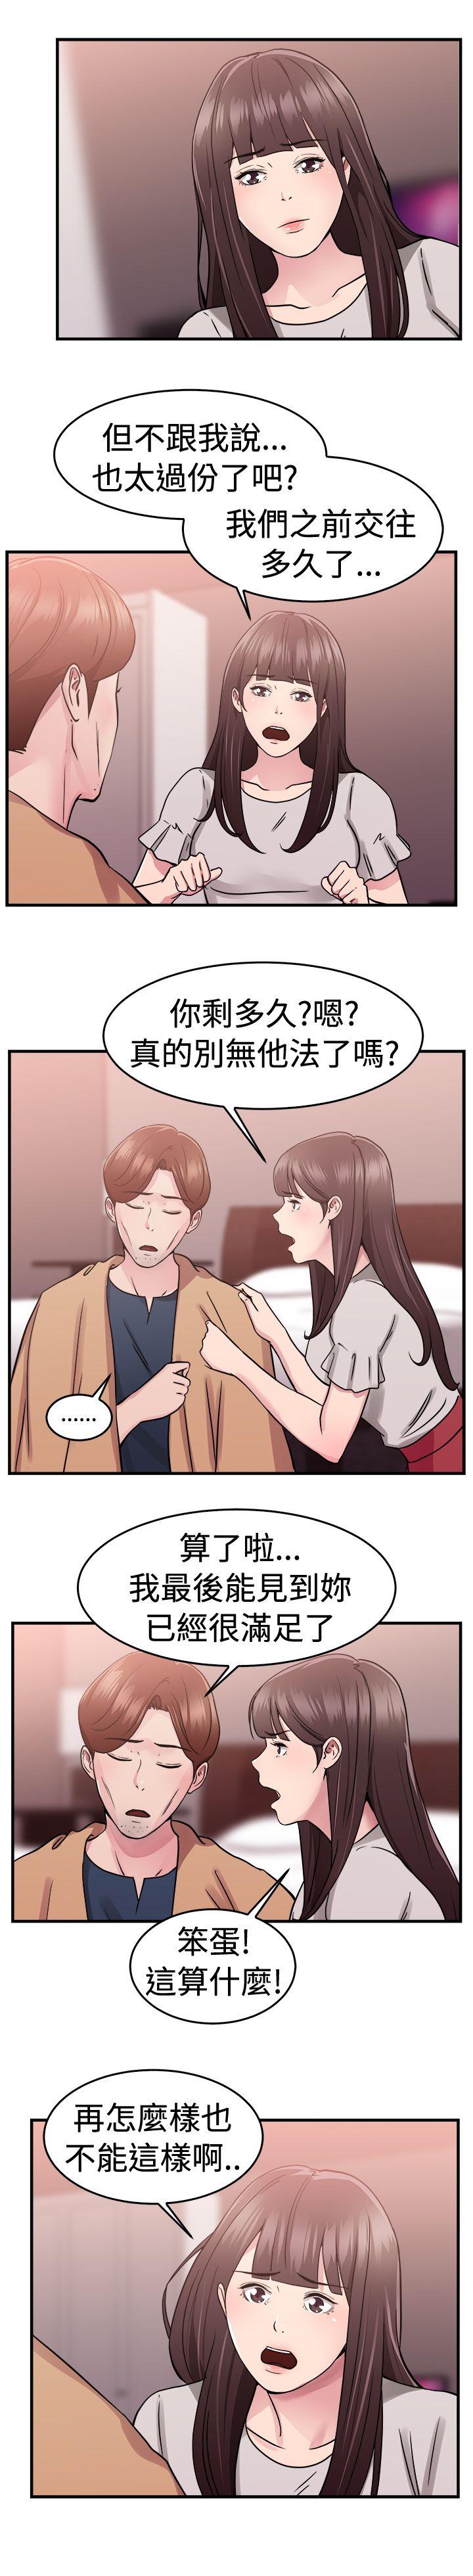 但不跟我說...
也太過份了吧?
我們之前交往
多久了...
你剩多久?嗯?
真的別無他法了嗎?
......
算了啦...
我最後能見到妳
已經很滿足了
笨蛋!
這算什麼!
再怎麼樣也
不能這樣啊..